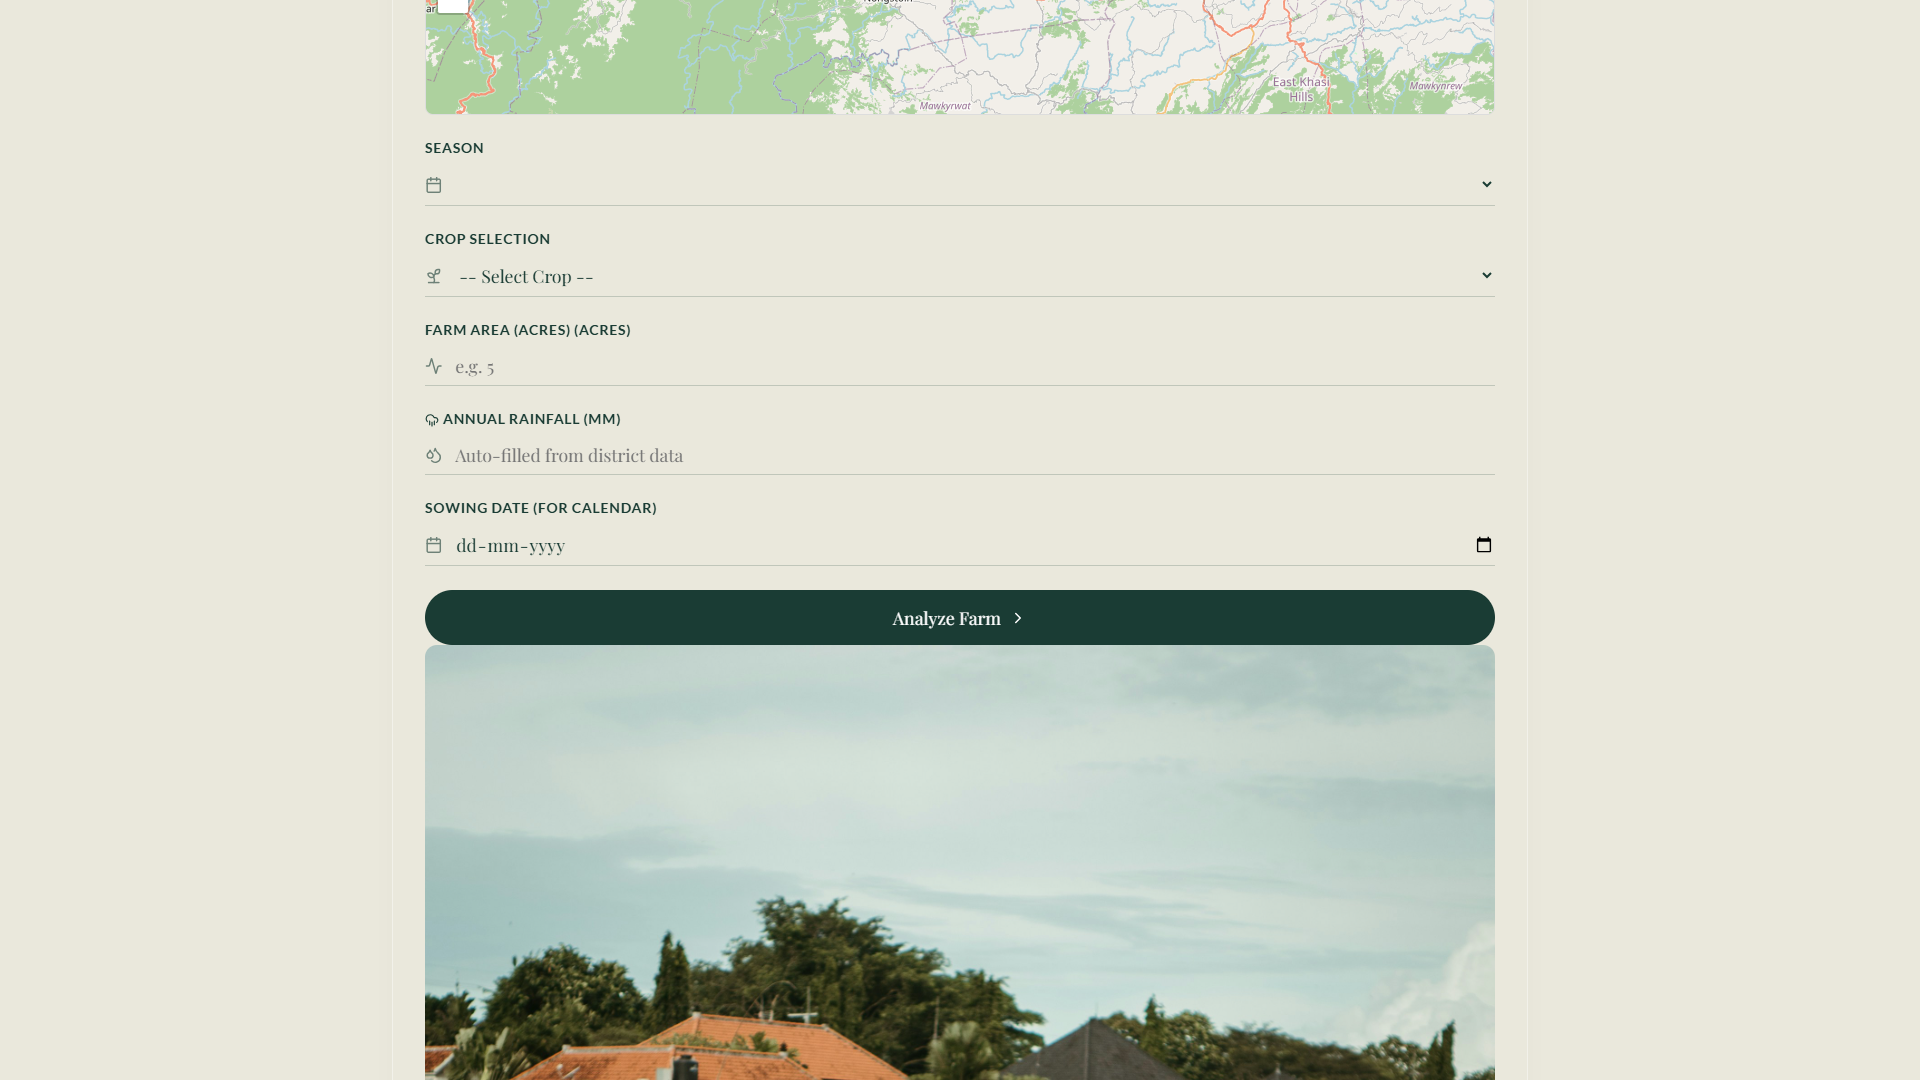 ar
East Khasi
Hills
Mawkynrew
Mawkyrwat
SEASON
CROP SELECTION
-- Select Crop --
FARM AREA (ACRES) (ACRES)
e.g. 5
ANNUAL RAINFALL (MM)
Auto-filled from district data
SOWING DATE (FOR CALENDAR)
dd-mm-yyyy
Analyze Farm